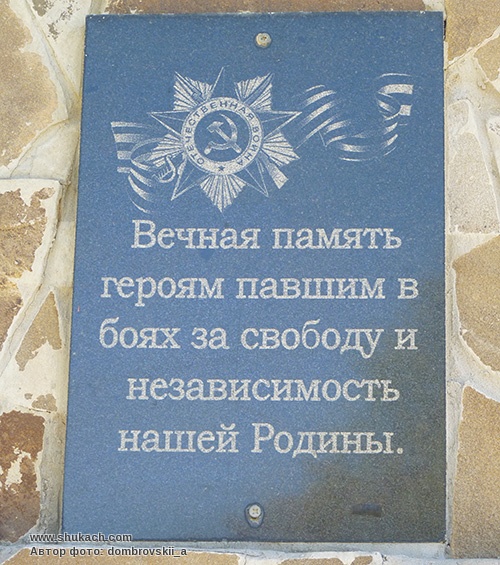 ОТЕЧЕСТВЕННАЯ ВОЙНА
Вечная память
героям павшим в
боях за свободу и
независимость
нашей Родины.
www.shukach.com
Автор фото: dombrovskii_a